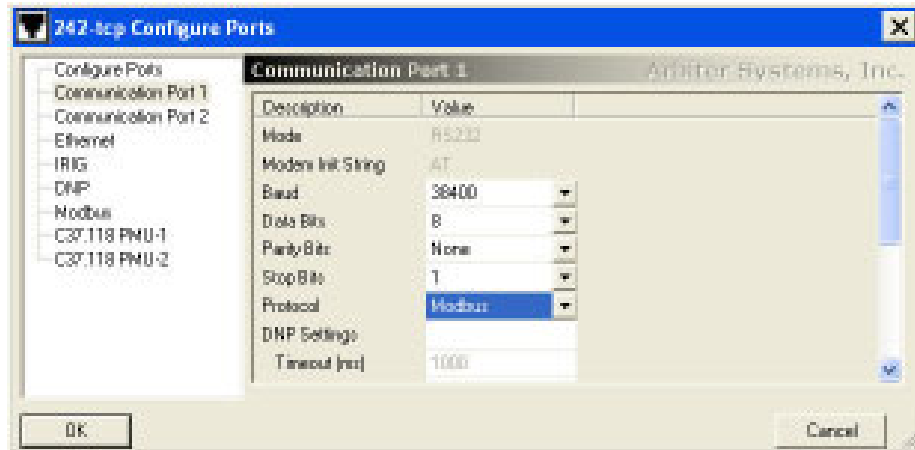 242-tcp Configure Ports
Configure Ports
Communication Port 1
Communication Port 2
Ethernet
IRIG
DNP
Modbus
C37.118 PMU-1
C37.118 PMU-2
Communication Port 1
Arbiter Systems, Inc.
Description Value
Mode RS232
Modem Init String AT
Baud 38400
Data Bits 8
Parity Bits None
Stop Bits 1
Protocol Modbus
DNP Settings
Timeout (ms) 1000
OK
Cancel